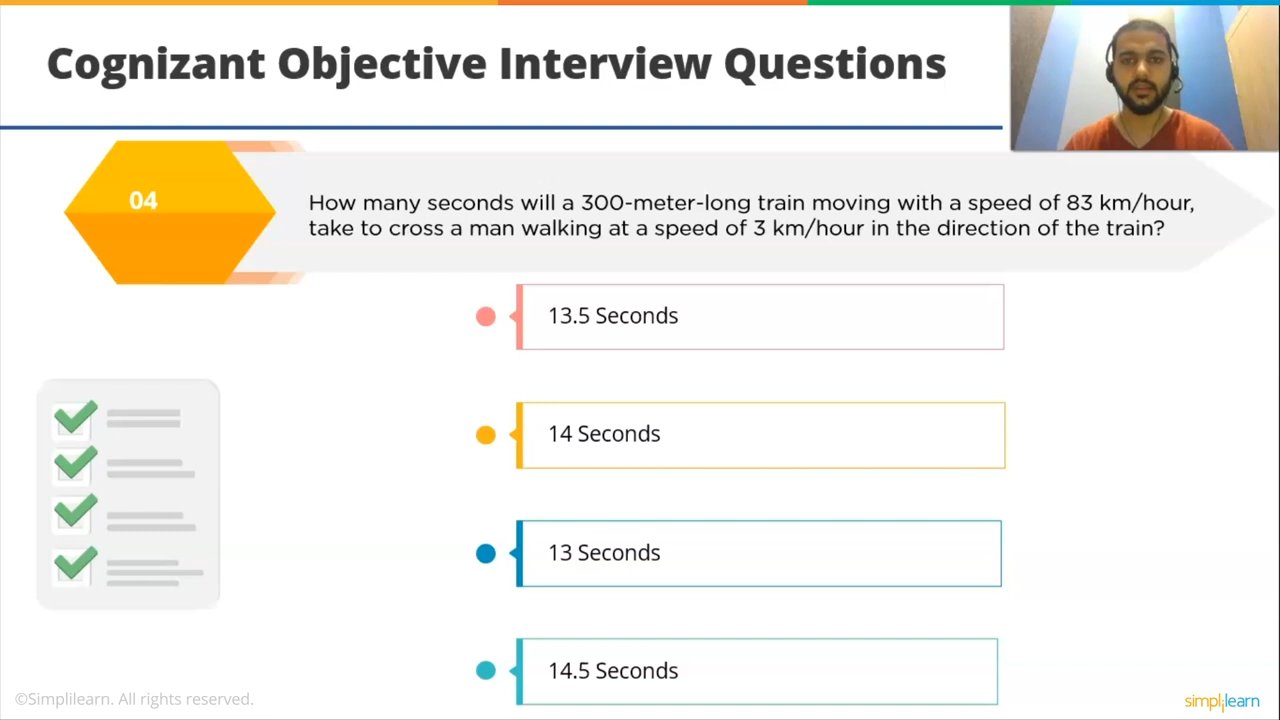 Cognizant Objective Interview Questions
04
How many seconds will a 300-meter-long train moving with a speed of 83 km/hour,
take to cross a man walking at a speed of 3 km/hour in the direction of the train?
13.5 Seconds
14 Seconds
13 Seconds
14.5 Seconds
©Simplilearn. All rights reserved.
simplilearn